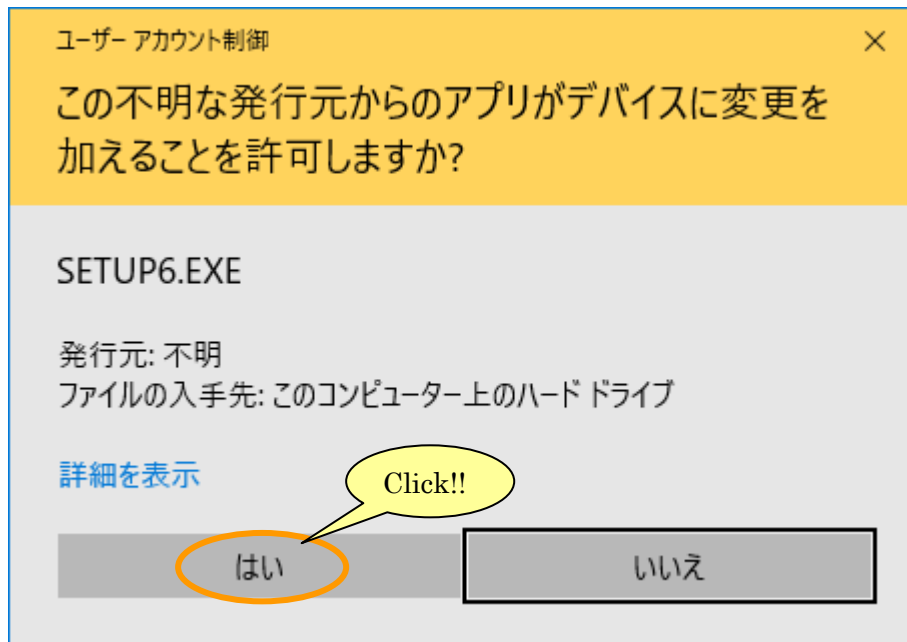 ユーザー アカウント制御
この不明な発行元からのアプリがデバイスに変更を
加えることを許可しますか?
SETUP6.EXE
発行元: 不明
ファイルの入手先: このコンピューター上のハード ドライブ
詳細を表示
Click!!
はい
いいえ